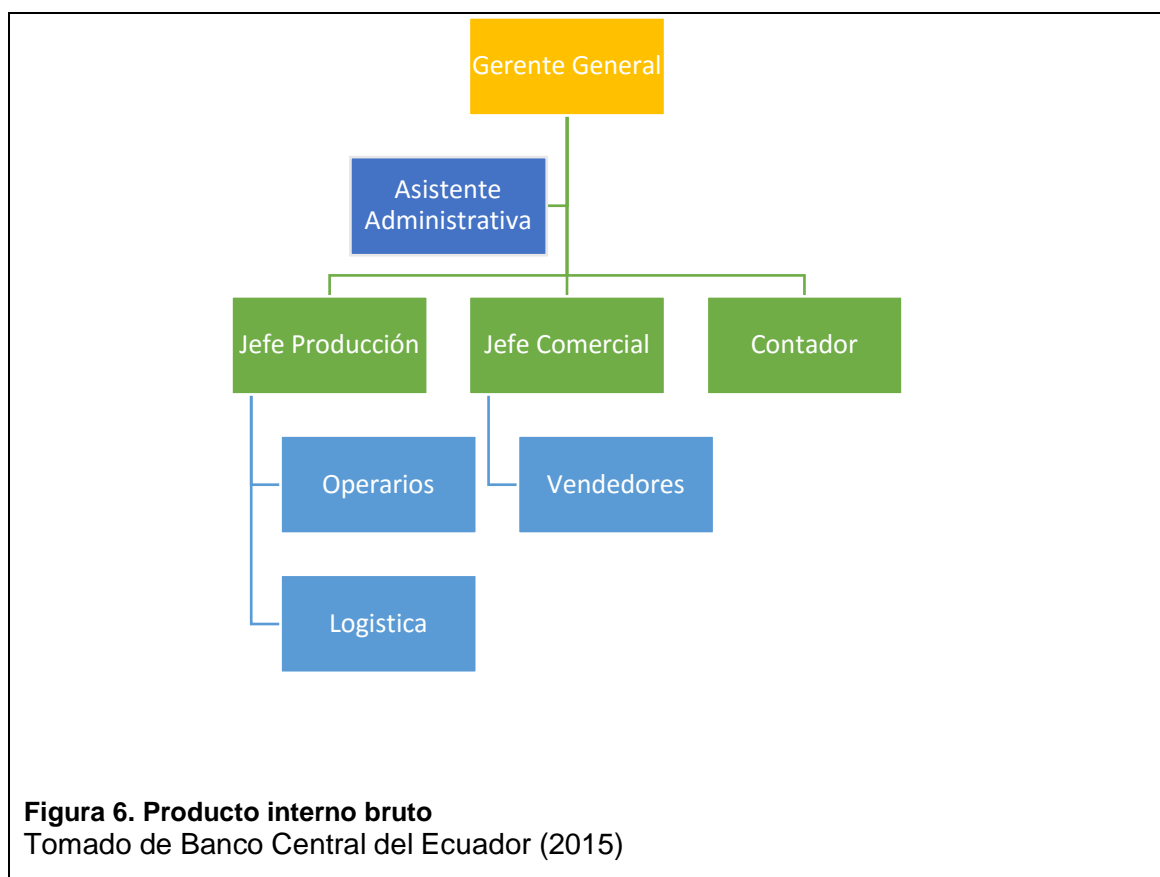 Gerente General
Asistente
Administrativa
Jefe Producción
Jefe Comercial
Contador
Operarios
Vendedores
Logistica
Figura 6. Producto interno bruto
Tomado de Banco Central del Ecuador (2015)